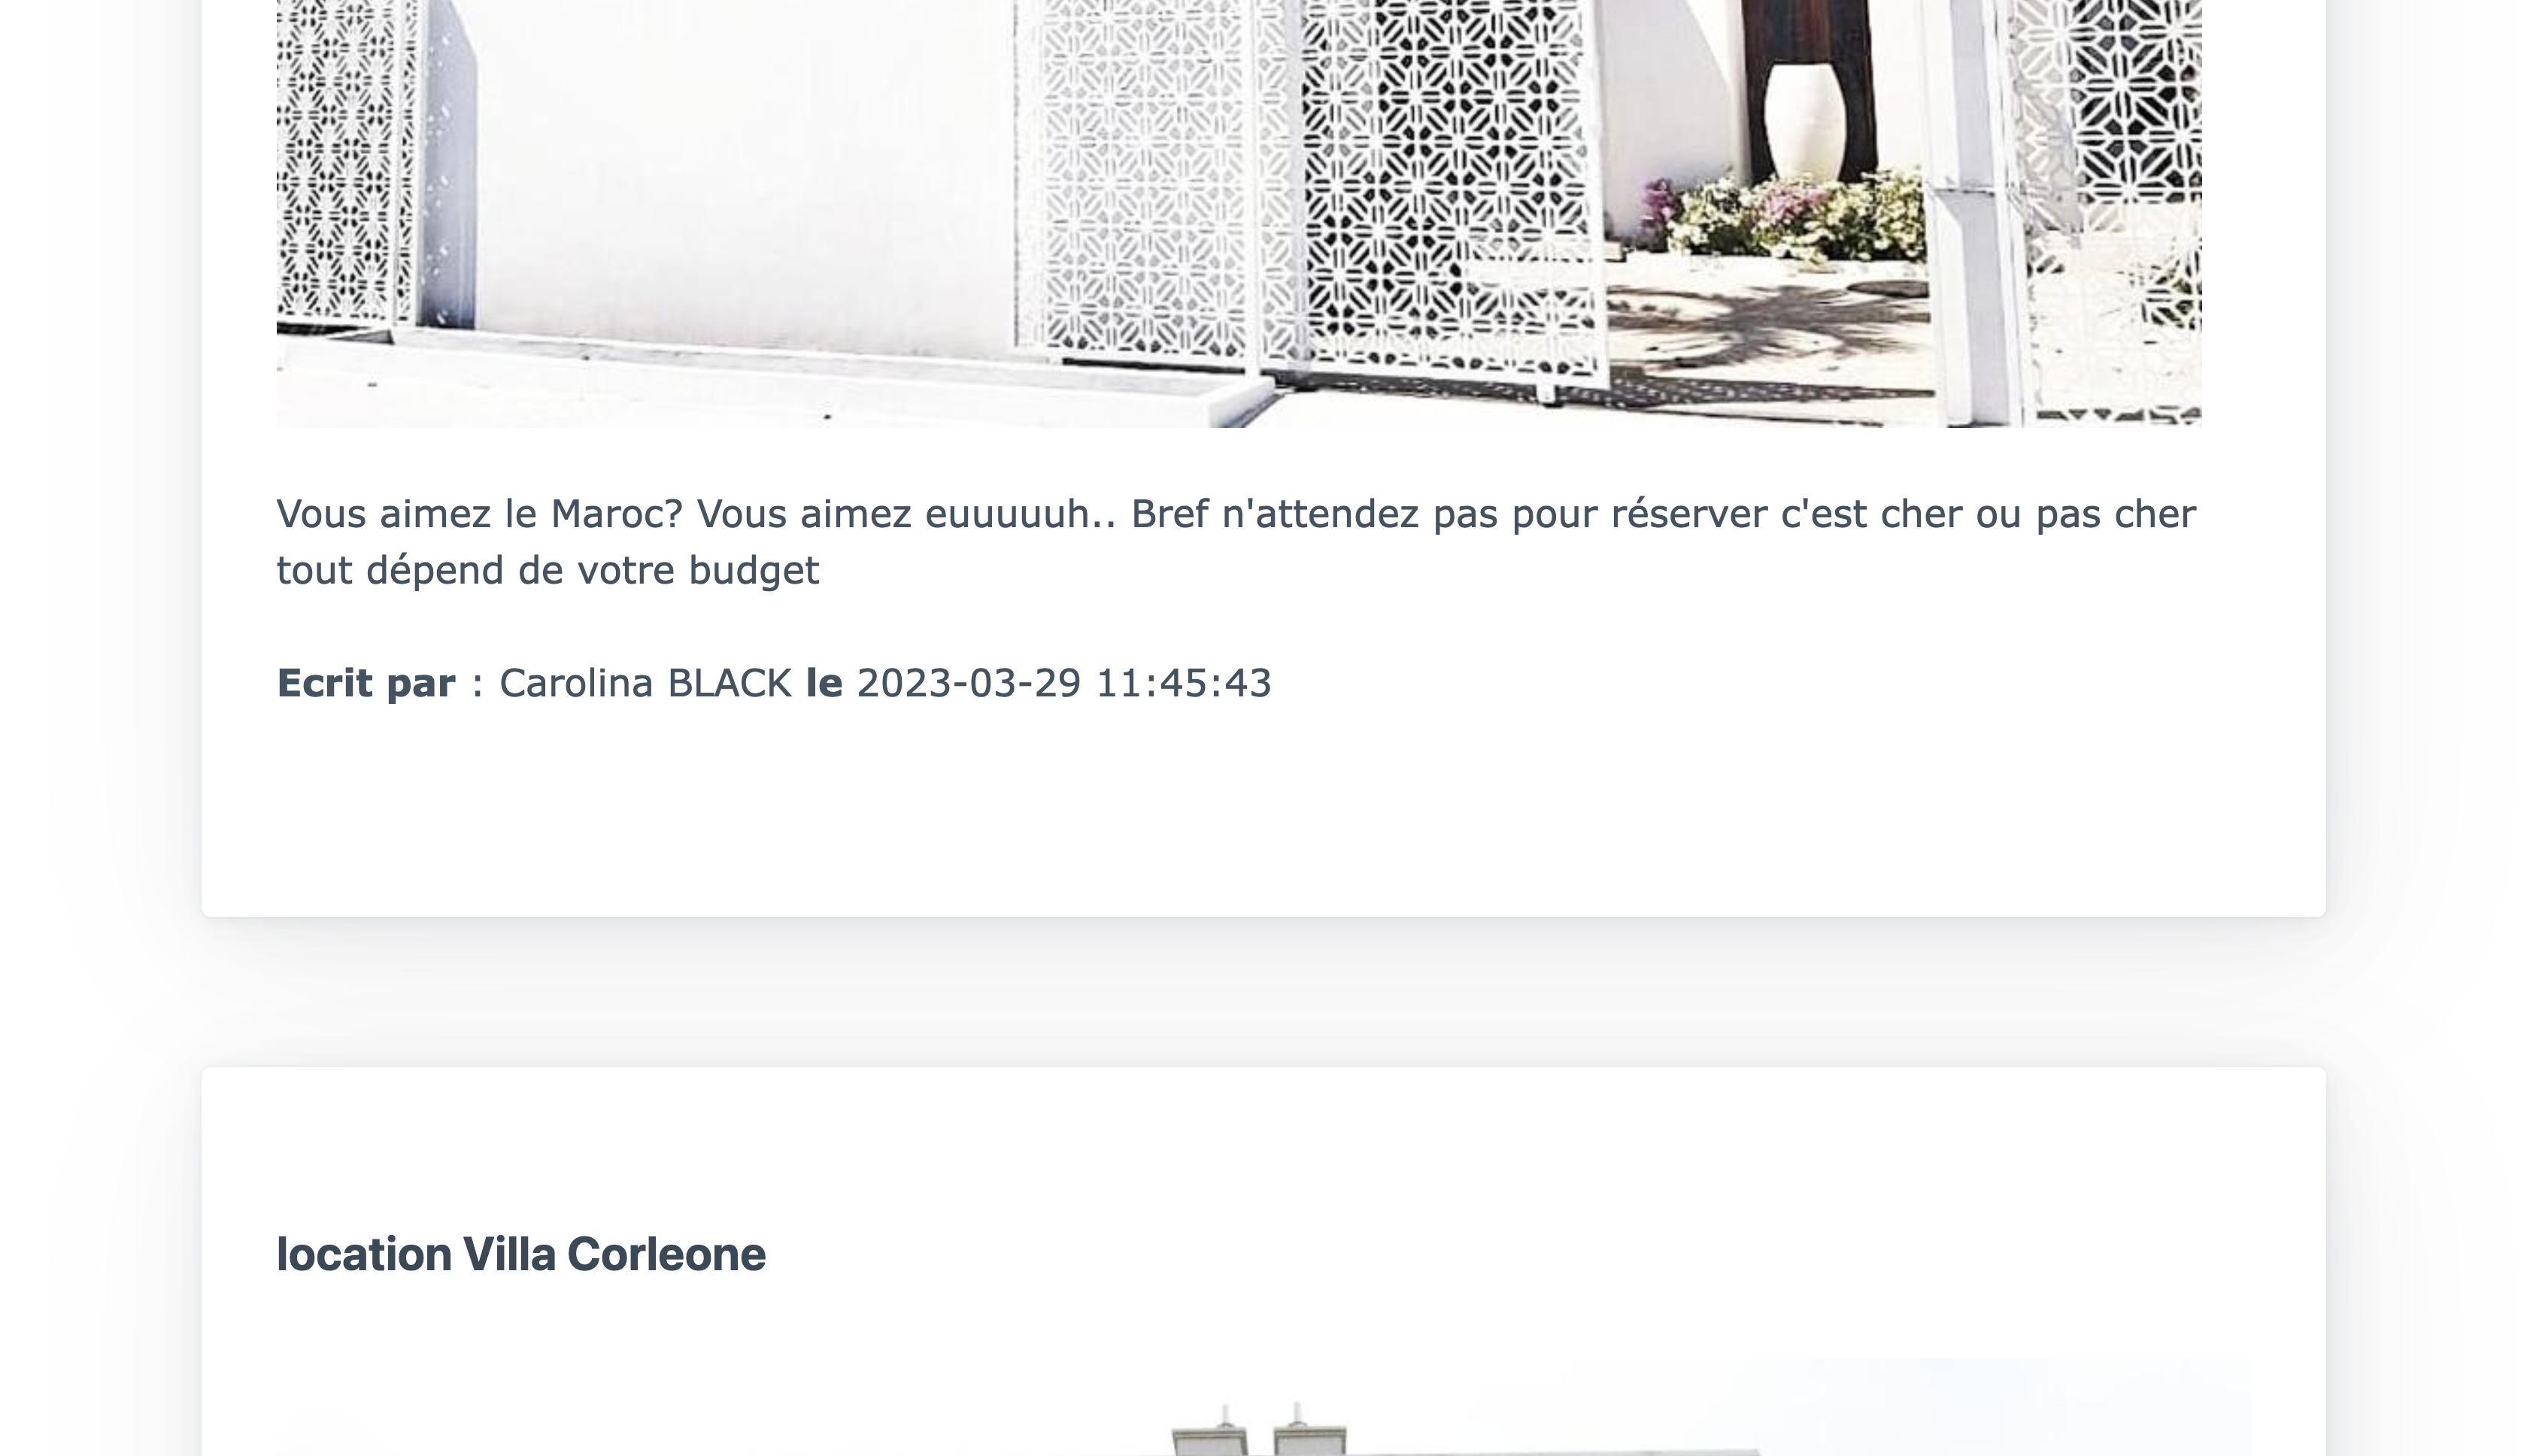 Vous aimez le Maroc? Vous aimez euuuuuh.. Bref n'attendez pas pour réserver c'est cher ou pas cher
tout dépend de votre budget
Ecrit par : Carolina BLACK le 2023-03-29 11:45:43
location Villa Corleone